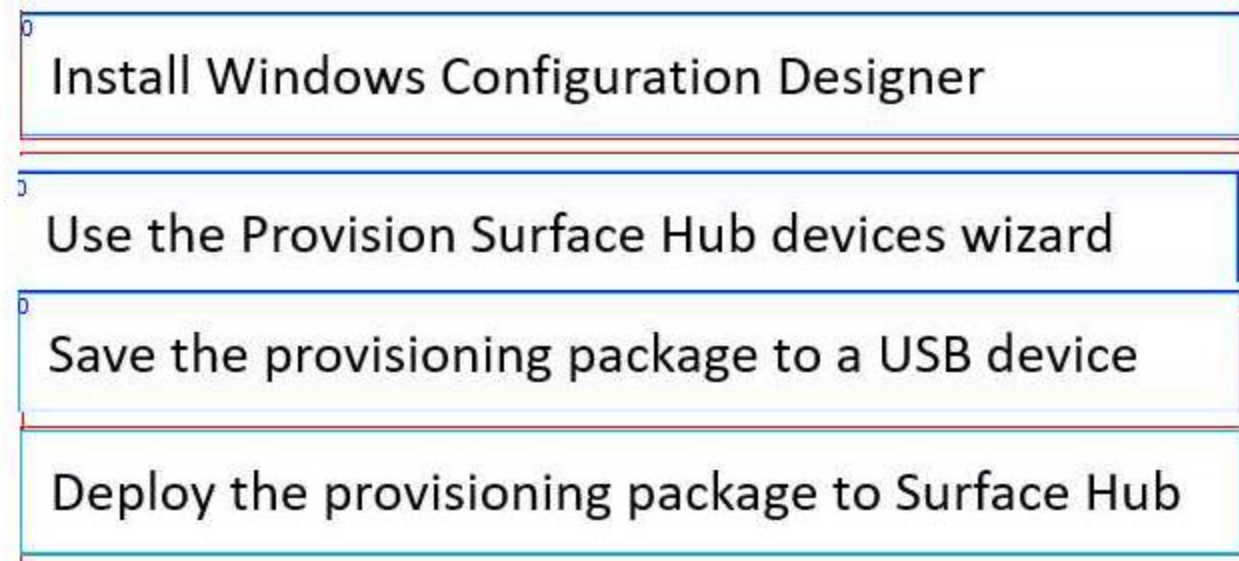 Install Windows Configuration Designer
Use the Provision Surface Hub devices wizard
Save the provisioning package to a USB device
Deploy the provisioning package to Surface Hub